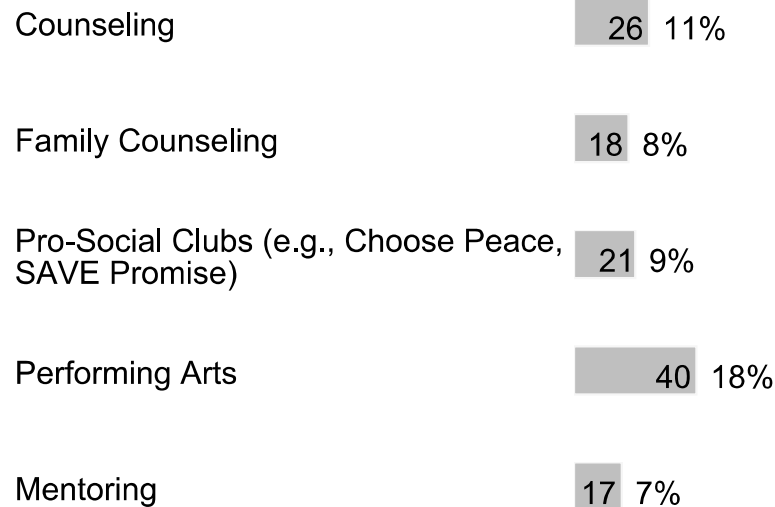 Counseling 26 11%
Family Counseling 18 8%
Pro-Social Clubs (e.g., Choose Peace,
SAVE Promise) 21 9%
Performing Arts 40 18%
Mentoring 17 7%